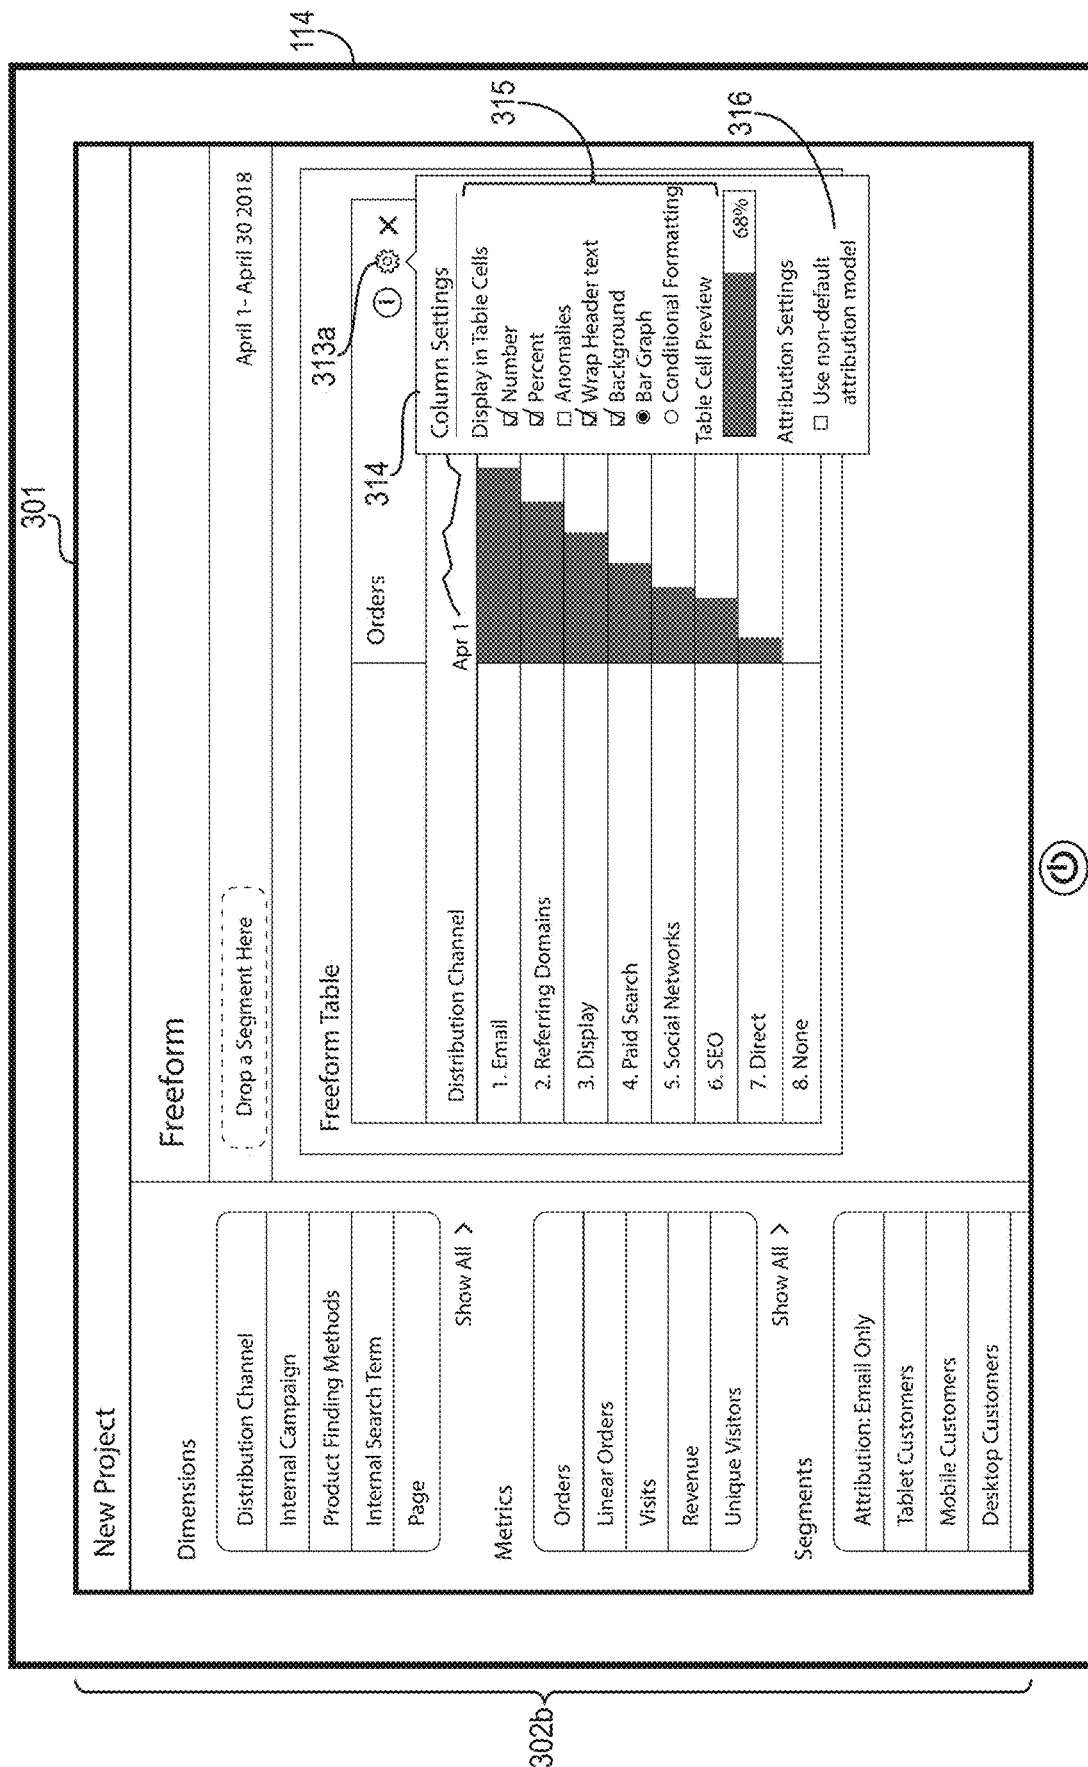 114
301
302b
New Project
Dimensions
Distribution Channel
Internal Campaign
Product Finding Methods
Internal Search Term
Page
Show All >
Metrics
Orders
Linear Orders
Visits
Revenue
Unique Visitors
Show All >
Segments
Attribution: Email Only
Tablet Customers
Mobile Customers
Desktop Customers
Freeform
Drop a Segment Here
April 1- April 30 2018
Freeform Table
Orders
i
X
313a
314
Distribution Channel
Apr 1
1. Email
2. Referring Domains
3. Display
4. Paid Search
5. Social Networks
6. SEO
7. Direct
8. None
Column Settings
Display in Table Cells
Number
Percent
Anomalies
Wrap Header text
Background
Bar Graph
Conditional Formatting
Table Cell Preview
68%
Attribution Settings
Use non-default
attribution model
315
316